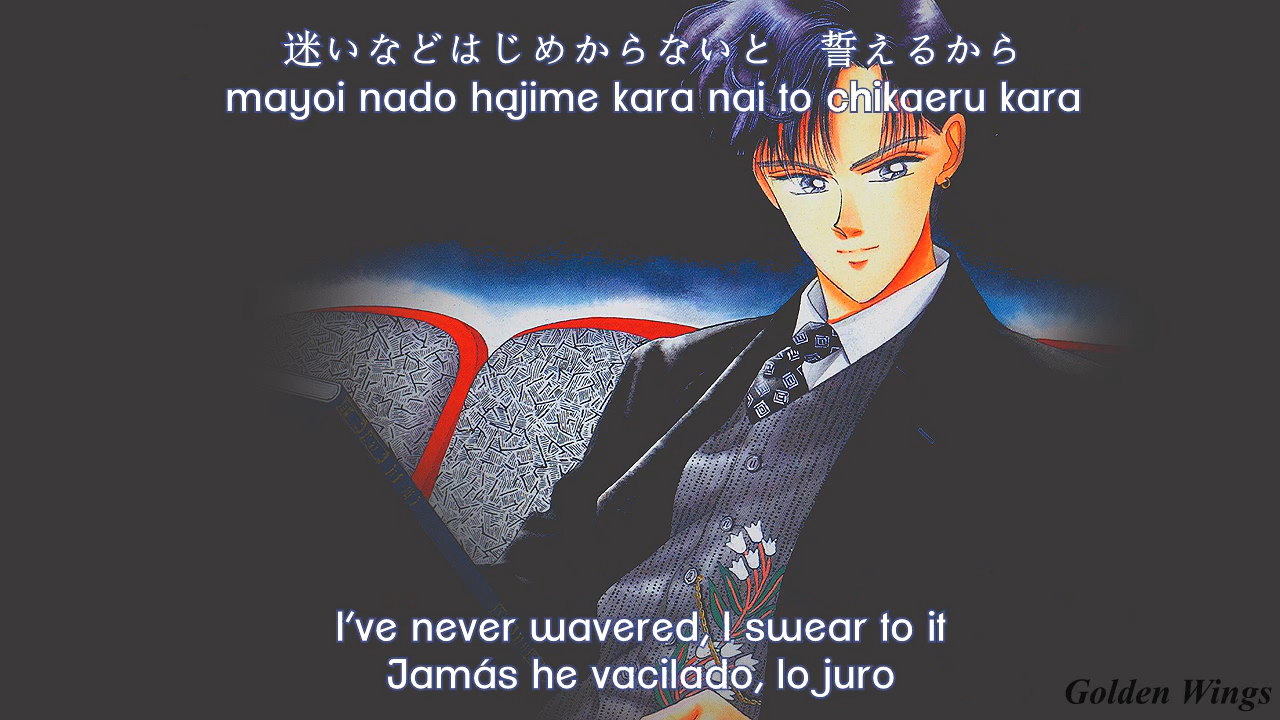 迷いなどはじめからないと　誓えるから
mayoi nado hajime kara nai to chikaeru kara
I've never wavered, I swear to it
Jamás he vacilado, lo juro
Golden Wings